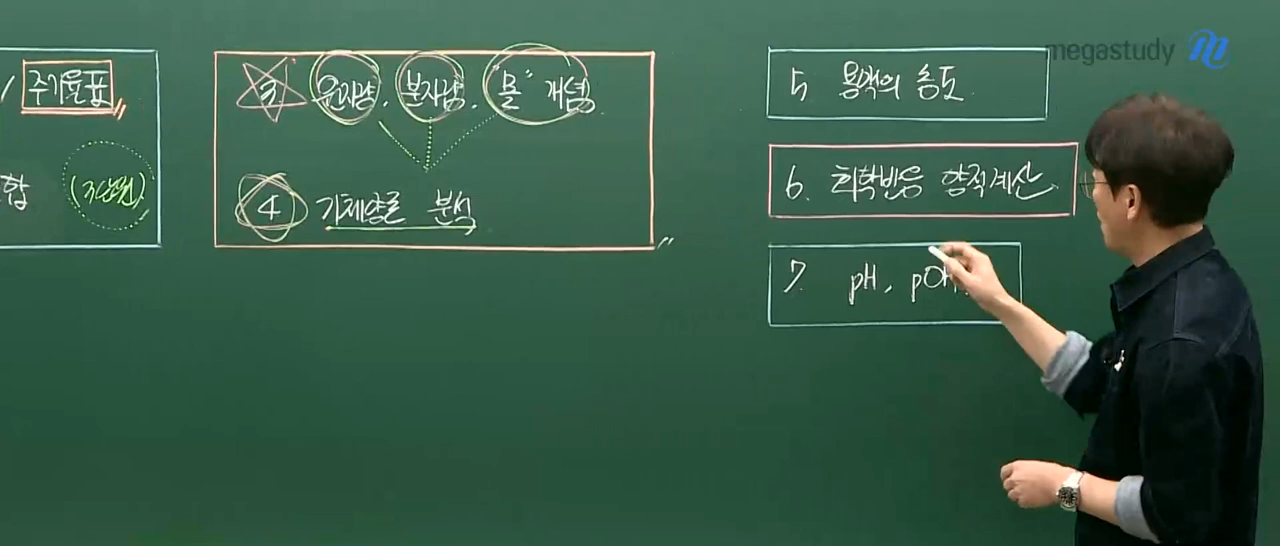 주기율표
합
3 원자량, 분자량, "몰" 개념
4 기체양론 분석
5 용액의 농도
6. 화학반응 양적계산
7. pH, pOH
megastudy